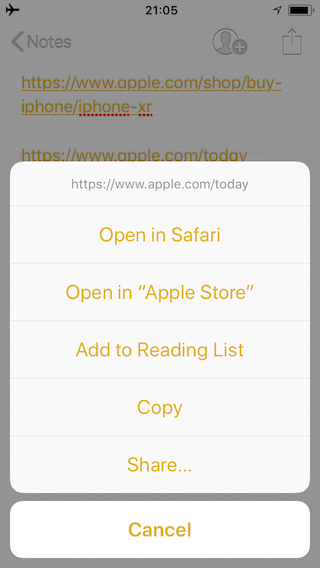 21:05
Notes
https://www.apple.com/shop/buy-
iphone/iphone-xr
https://www.apple.com/today
https://www.apple.com/today
Open in Safari
Open in “Apple Store”
Add to Reading List
Copy
Share...
Cancel